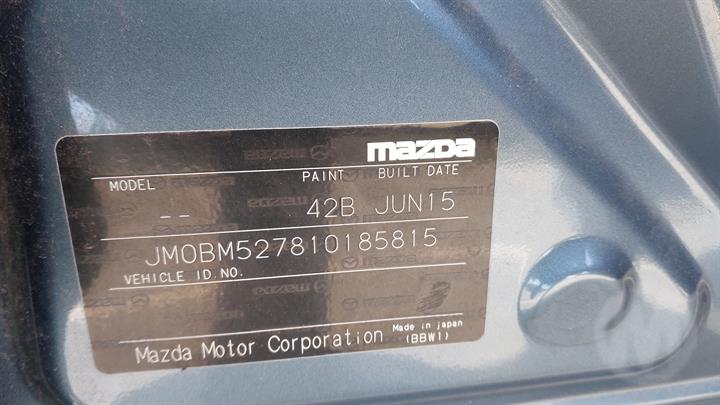 mazda
MODEL PAINT BUILT DATE
-- 42B JUN15
JM0BM527810185815
VEHICLE ID.NO.
Mazda Motor Corporation Made in japan
(BBW1)